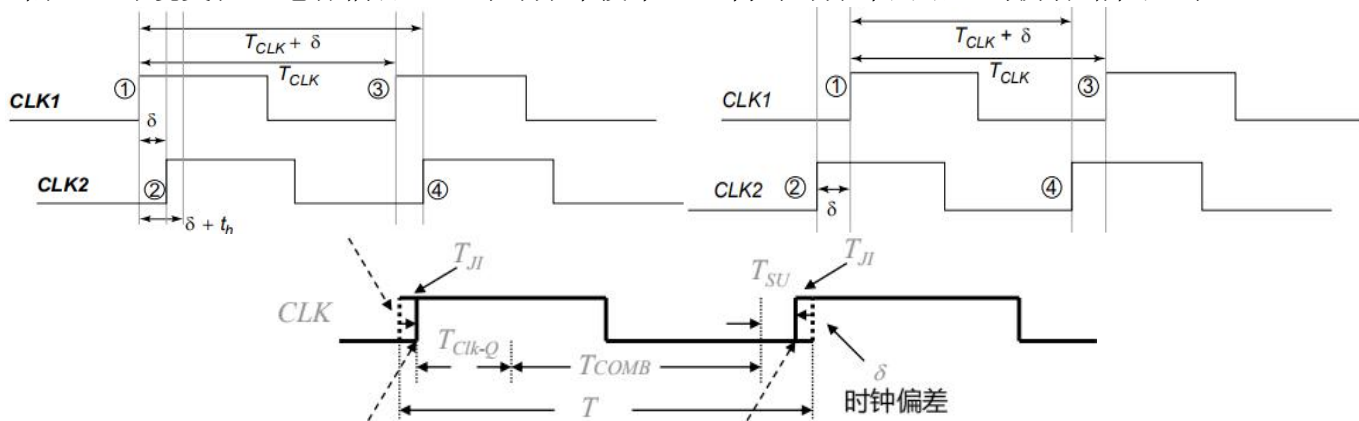 T_CLK + δ
T_CLK
①
③
CLK1
δ
CLK2
②
④
δ + t_h
T_CLK + δ
T_CLK
①
③
CLK1
CLK2
②
④
δ
T_JI
T_SU
T_JI
CLK
T_Clk-Q
T_COMB
δ
T
时钟偏差